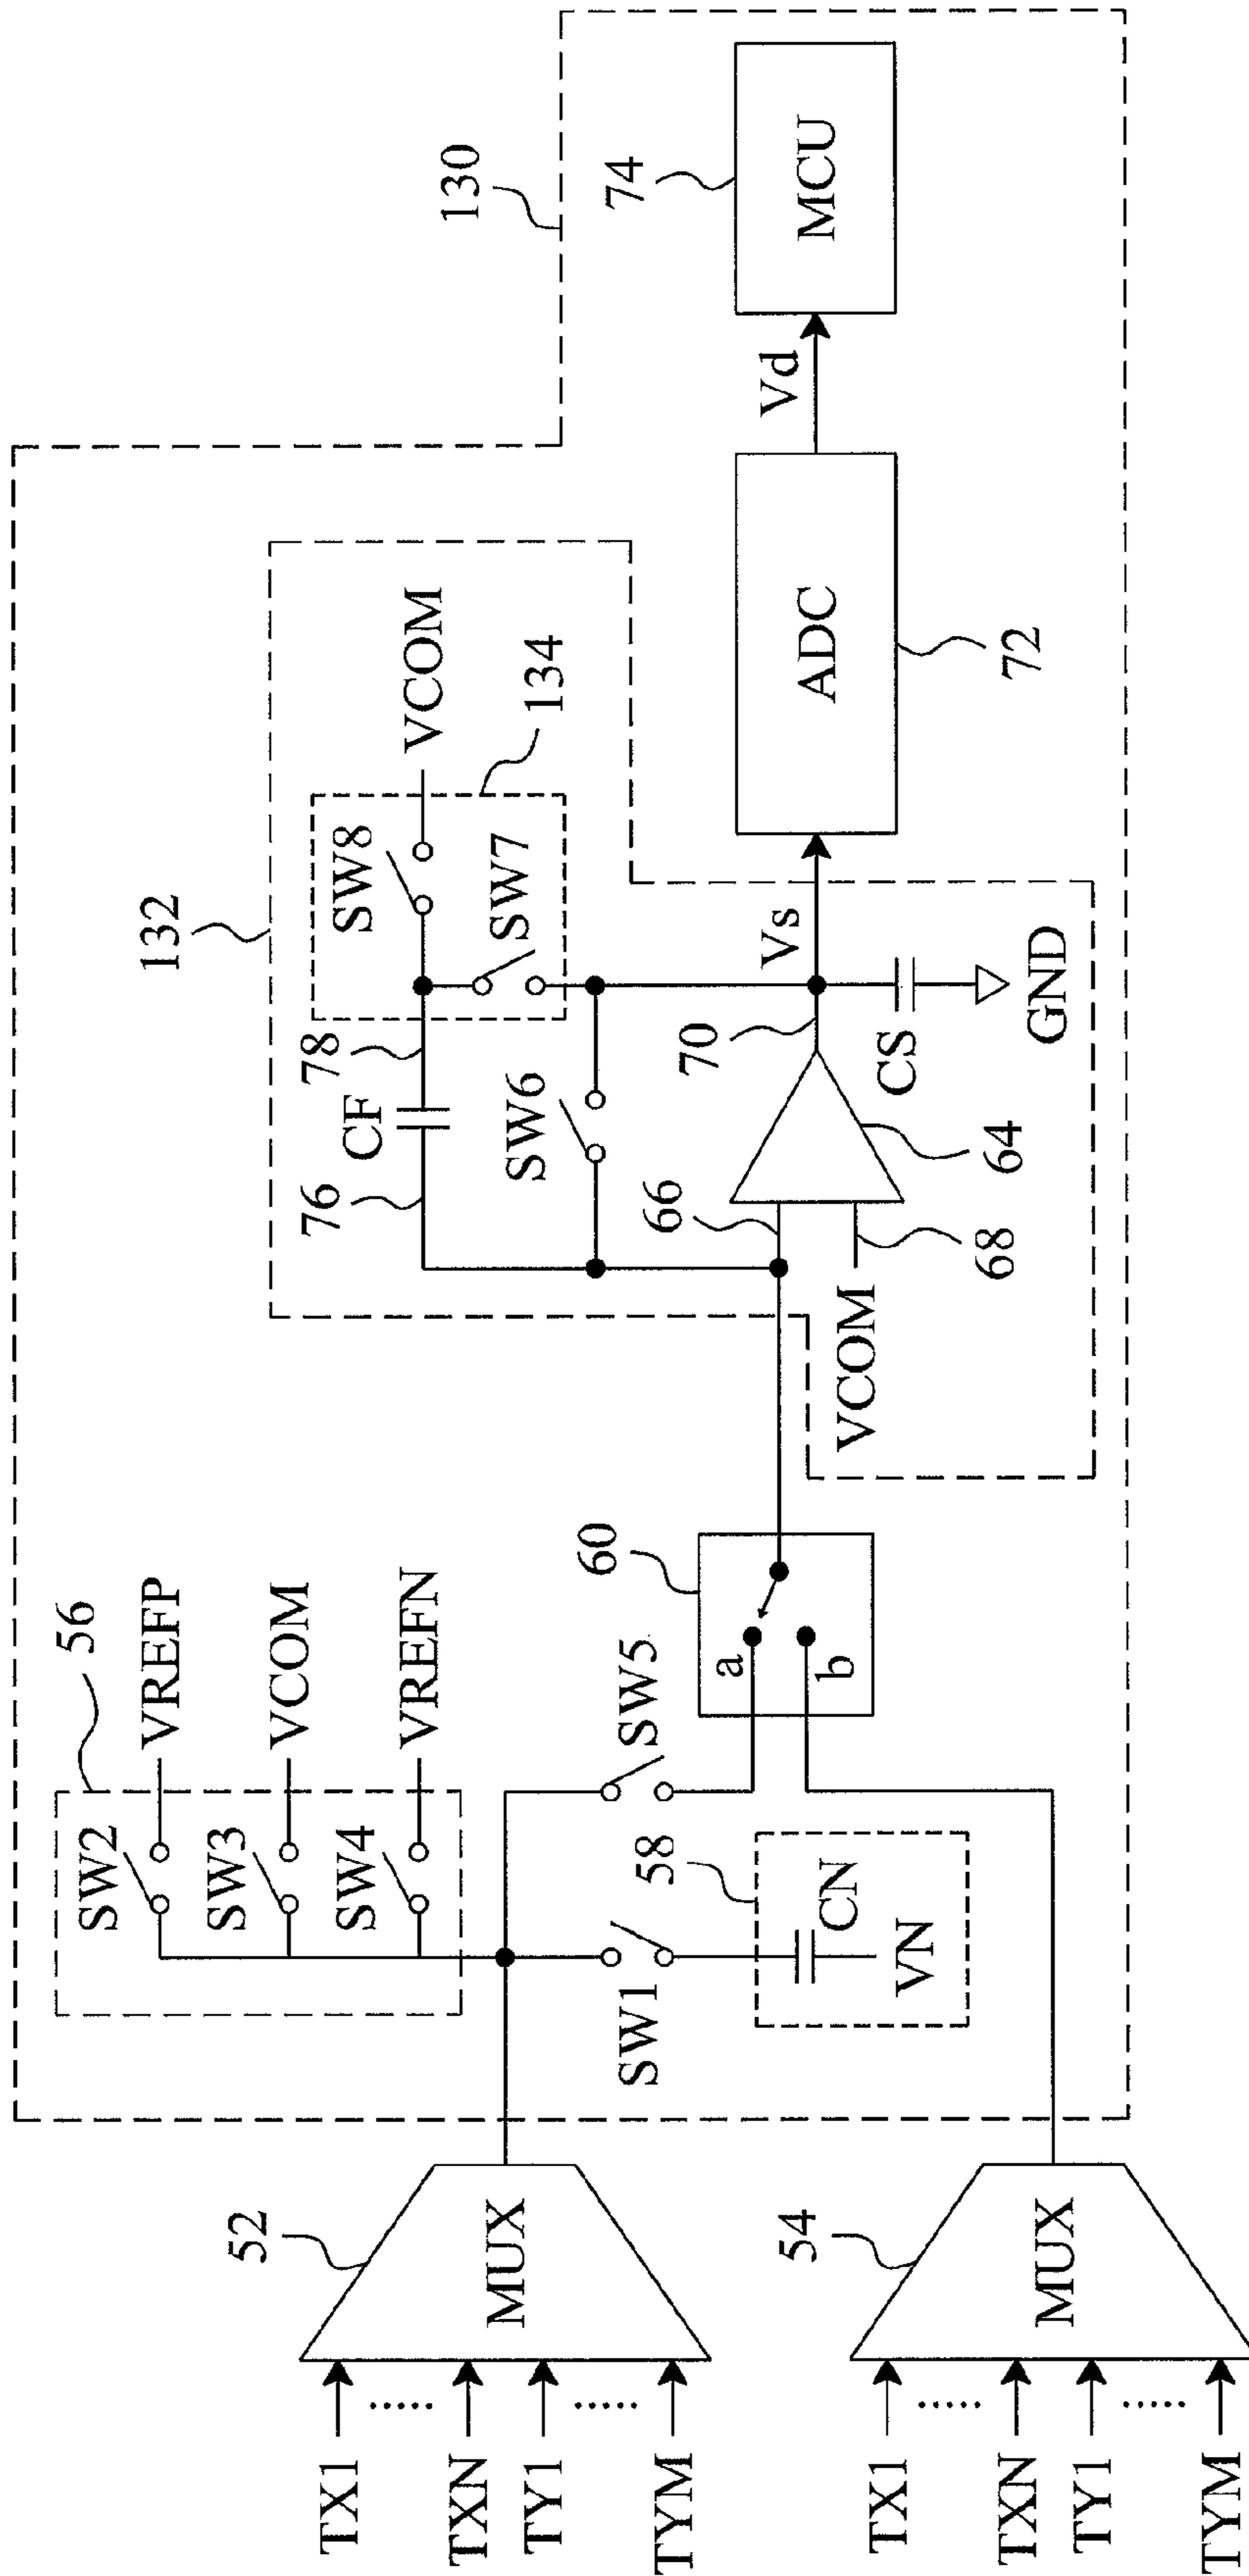 130
132
56
VREFP
VCOM
VREFN
SW2
SW3
SW4
SW8
VCOM
134
SW7
78
CF
76
SW6
74
MCU
Vd
ADC
72
Vs
70
CS
GND
64
66
68
VCOM
60
a
b
SW5
58
CN
VN
SW1
52
MUX
TX1
TXN
TY1
TYM
54
MUX
TX1
TXN
TY1
TYM